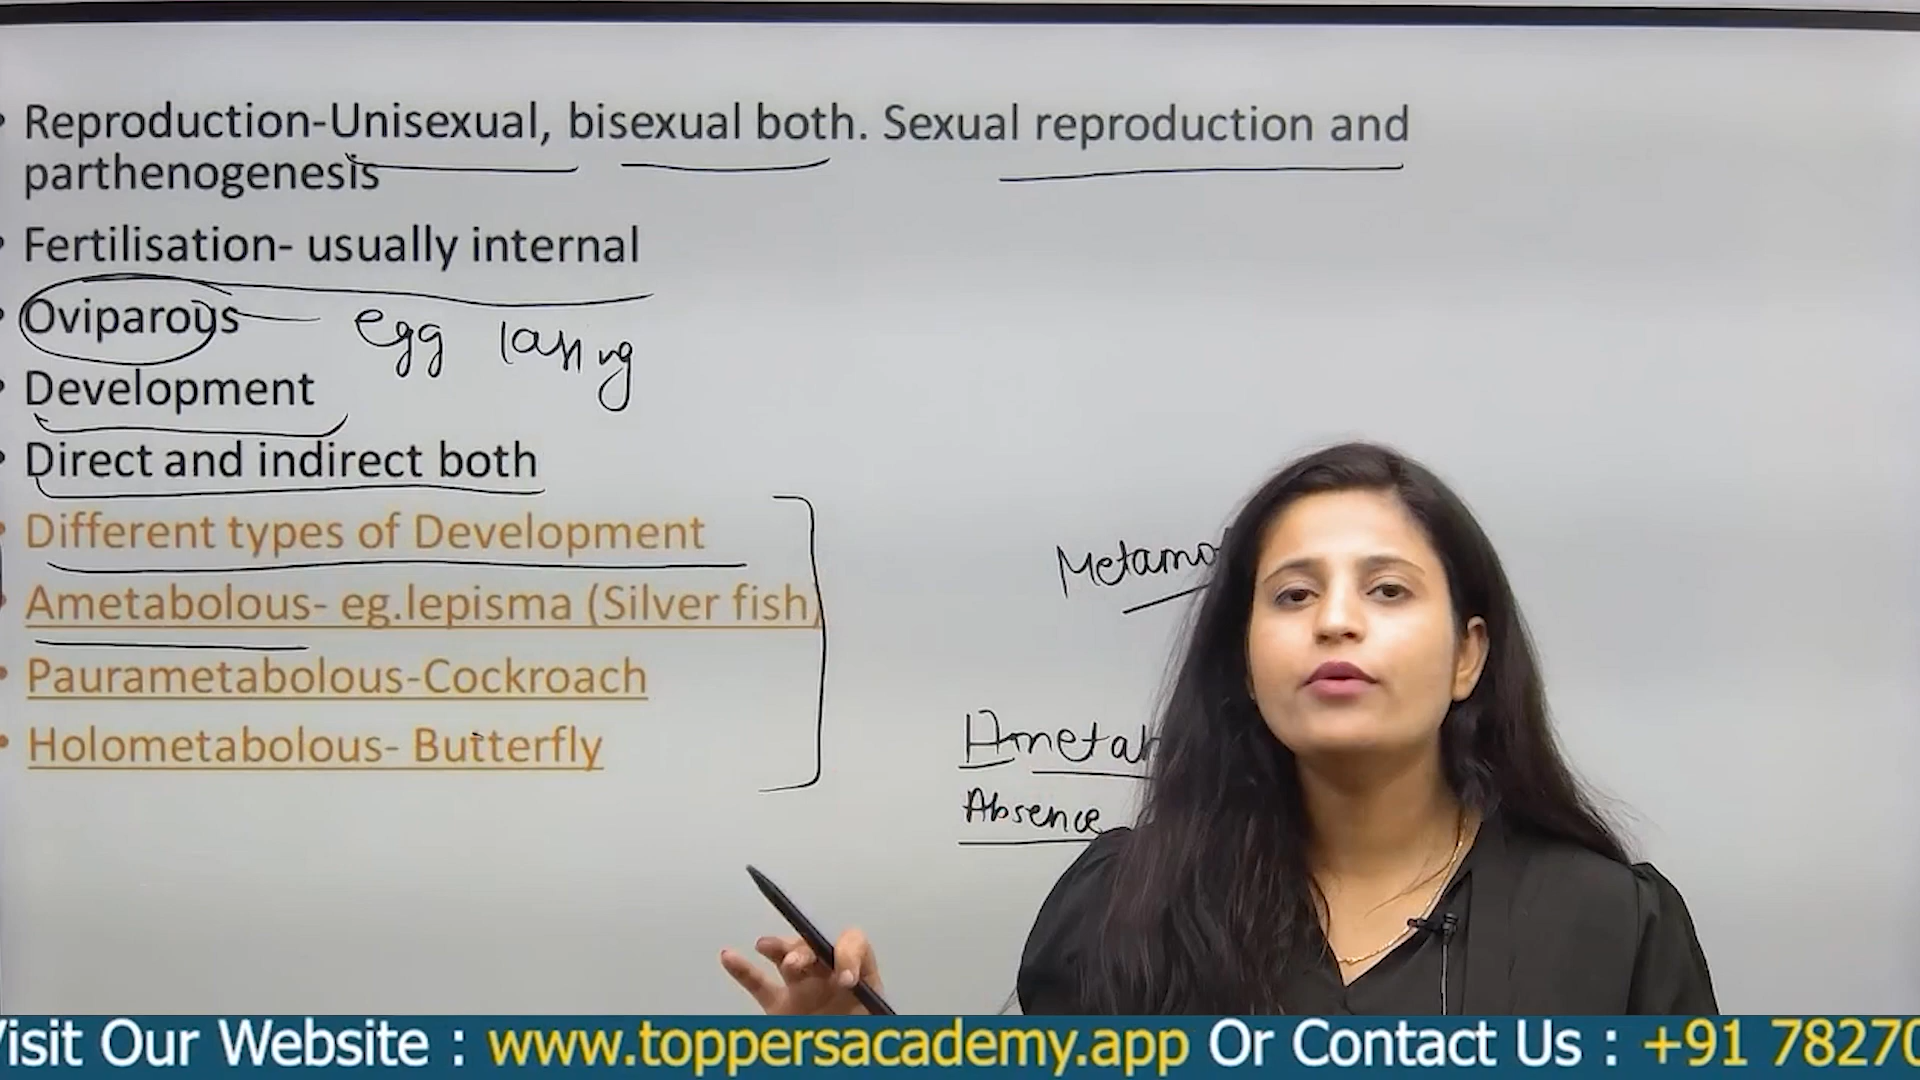 • Reproduction-Unisexual, bisexual both. Sexual reproduction and
parthenogenesis
• Fertilisation- usually internal
• Oviparous egg
• Development
• Direct and indirect both
• Different types of Development
• Ametabolous- eg.lepisma (Silver fish)
Metamo
• Paurametabolous-Cockroach
• Holometabolous- Butterfly
Ametab
Absence
Visit Our Website : www.toppersacademy.app Or Contact Us : +91 78270